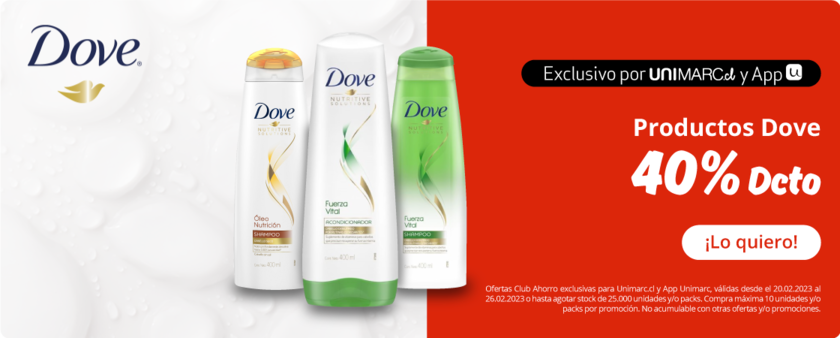 Dove
Dove
NUTRITIVE
SOLUTIONS
Óleo
Nutrición
SHAMPOO
Dove
NUTRITIVE
SOLUTIONS
Fuerza
Vital
ACONDICIONADOR
400 ml
Dove
NUTRITIVE
SOLUTIONS
Fuerza
Vital
SHAMPOO
400 ml
Exclusivo por UNIMARC.cl y App U
Productos Dove
40% Dcto
¡Lo quiero!
Ofertas Club Ahorro exclusivas para Unimarc.cl y App Unimarc, válidas desde el 20.02.2023 al
26.02.2023 o hasta agotar stock de 25.000 unidades y/o packs. Compra máxima 10 unidades y/o
packs por promoción. No acumulable con otras ofertas y/o promociones.